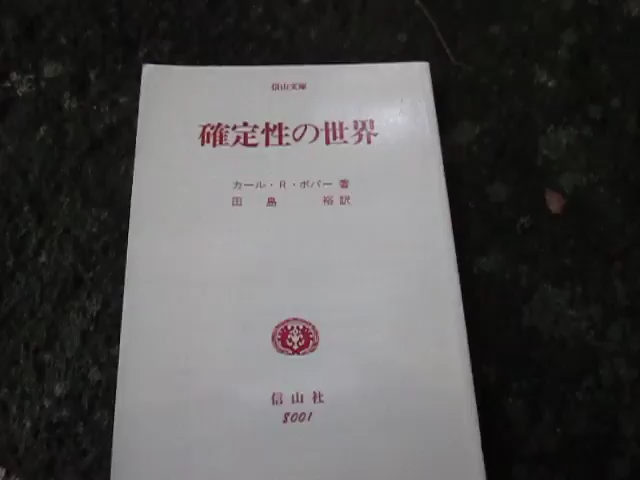 信山文庫
確定性の世界
カール・R・ポパー 著
田島 裕 訳
信山社
8001